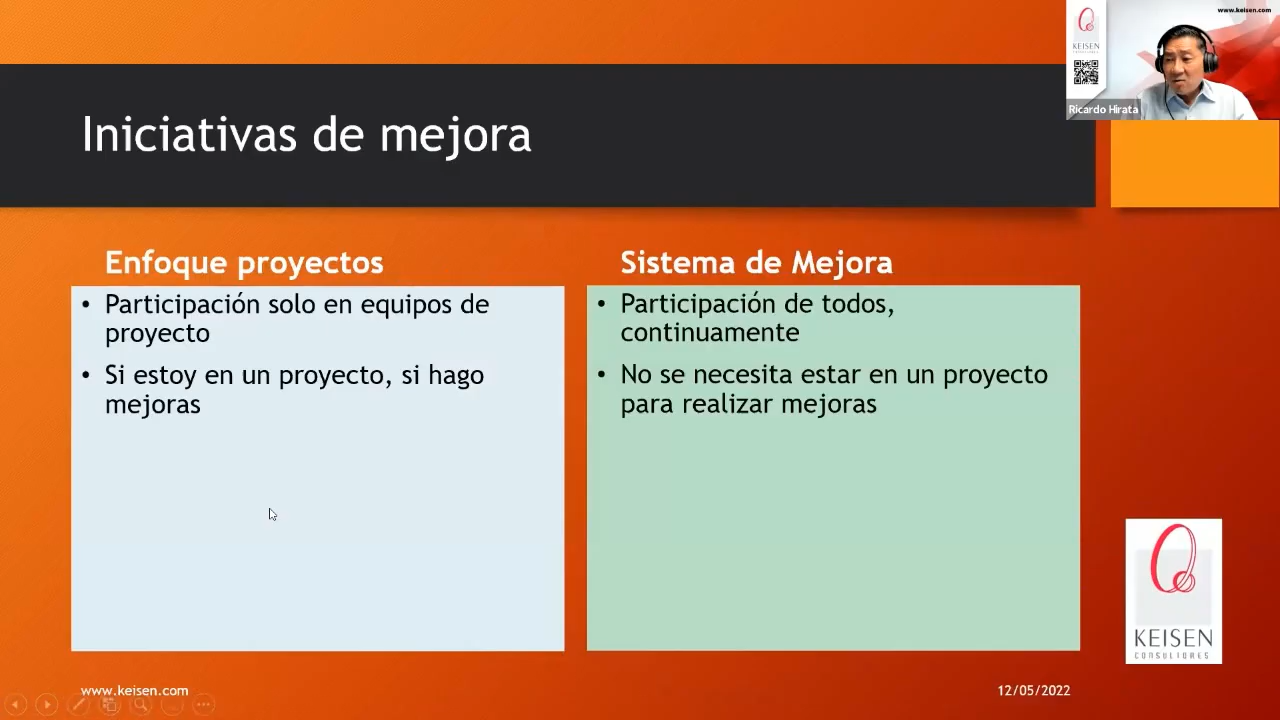 www.keisen.com
KEISEN
Ricardo Hirata
Iniciativas de mejora
Enfoque proyectos
• Participación solo en equipos de
proyecto
• Si estoy en un proyecto, si hago
mejoras
Sistema de Mejora
• Participación de todos,
continuamente
• No se necesita estar en un proyecto
para realizar mejoras
KEISEN
CONSULTORES
www.keisen.com
12/05/2022